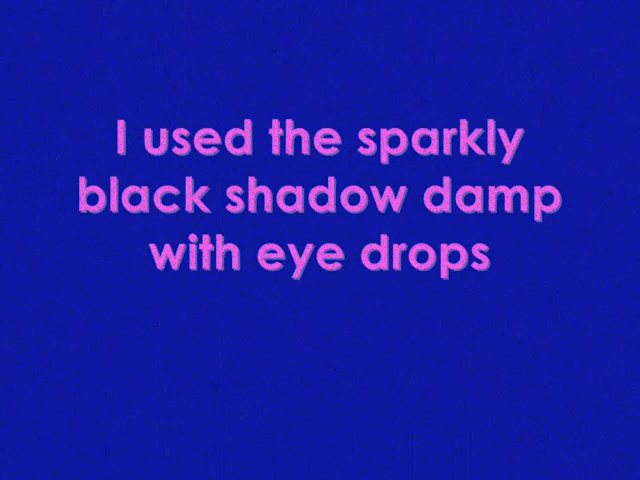 I used the sparkly
black shadow damp
with eye drops